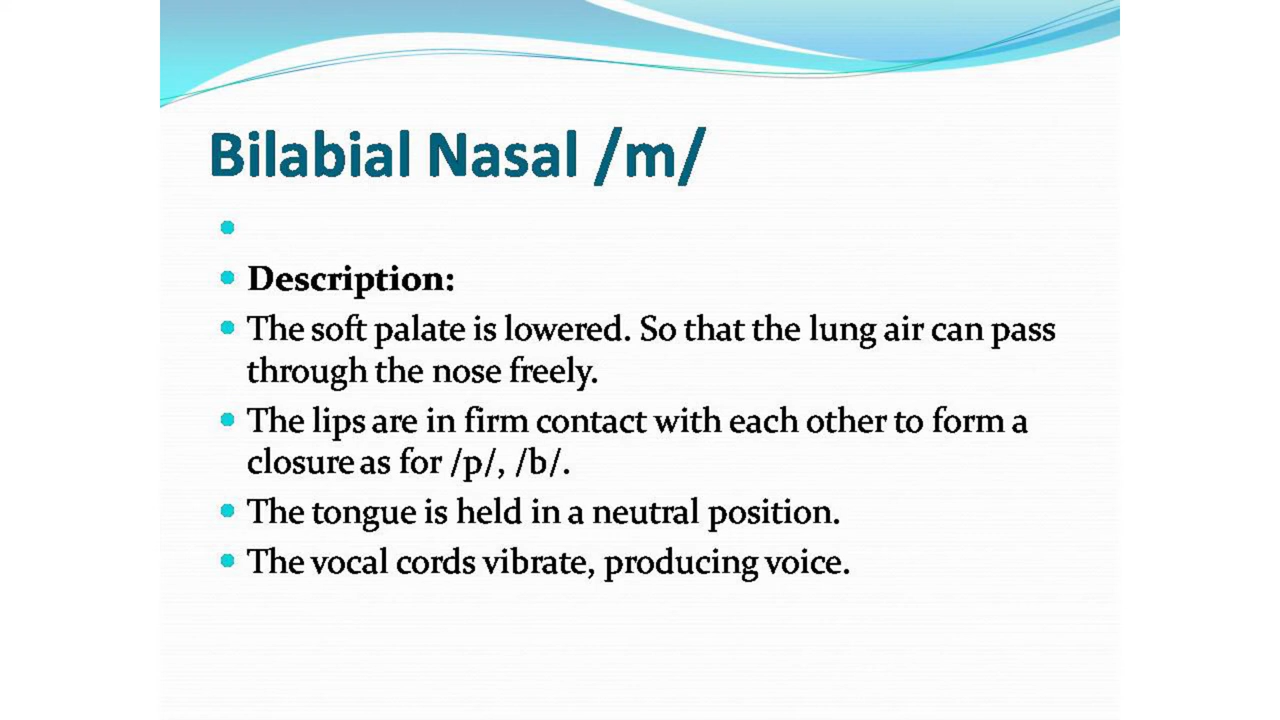 Bilabial Nasal /m/
Description:
The soft palate is lowered. So that the lung air can pass
through the nose freely.
The lips are in firm contact with each other to form a
closure as for /p/, /b/.
The tongue is held in a neutral position.
The vocal cords vibrate, producing voice.